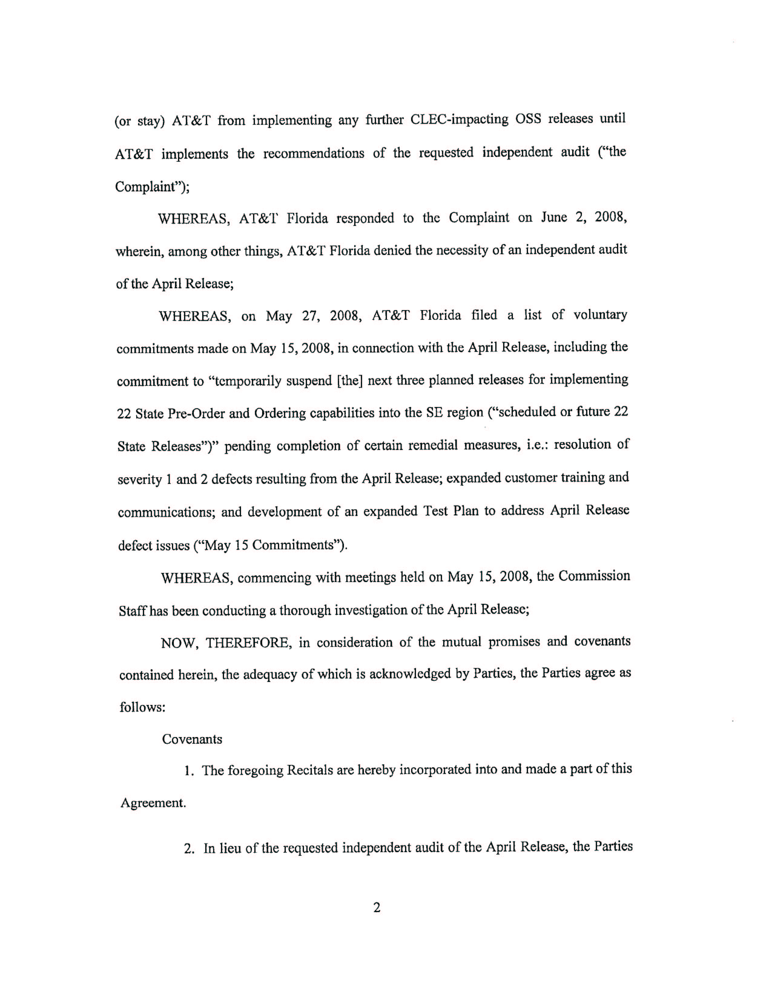 (or stay) AT&T from implementing any further CLEC-impacting OSS releases until
AT&T implements the recommendations of the requested independent audit (“the
Complaint”);
WHEREAS, AT&T Florida responded to the Complaint on June 2, 2008,
wherein, among other things, AT&T Florida denied the necessity of an independent audit
of the April Release;
WHEREAS, on May 27, 2008, AT&T Florida filed a list of voluntary
commitments made on May 15, 2008, in connection with the April Release, including the
commitment to “temporarily suspend [the] next three planned releases for implementing
22 State Pre-Order and Ordering capabilities into the SE region (“scheduled or future 22
State Releases”)” pending completion of certain remedial measures, i.e.: resolution of
severity 1 and 2 defects resulting from the April Release; expanded customer training and
communications; and development of an expanded Test Plan to address April Release
defect issues (“May 15 Commitments”).
WHEREAS, commencing with meetings held on May 15, 2008, the Commission
Staff has been conducting a thorough investigation of the April Release;
NOW, THEREFORE, in consideration of the mutual promises and covenants
contained herein, the adequacy of which is acknowledged by Parties, the Parties agree as
follows:
Covenants
1. The foregoing Recitals are hereby incorporated into and made a part of this
Agreement.
2. In lieu of the requested independent audit of the April Release, the Parties
2